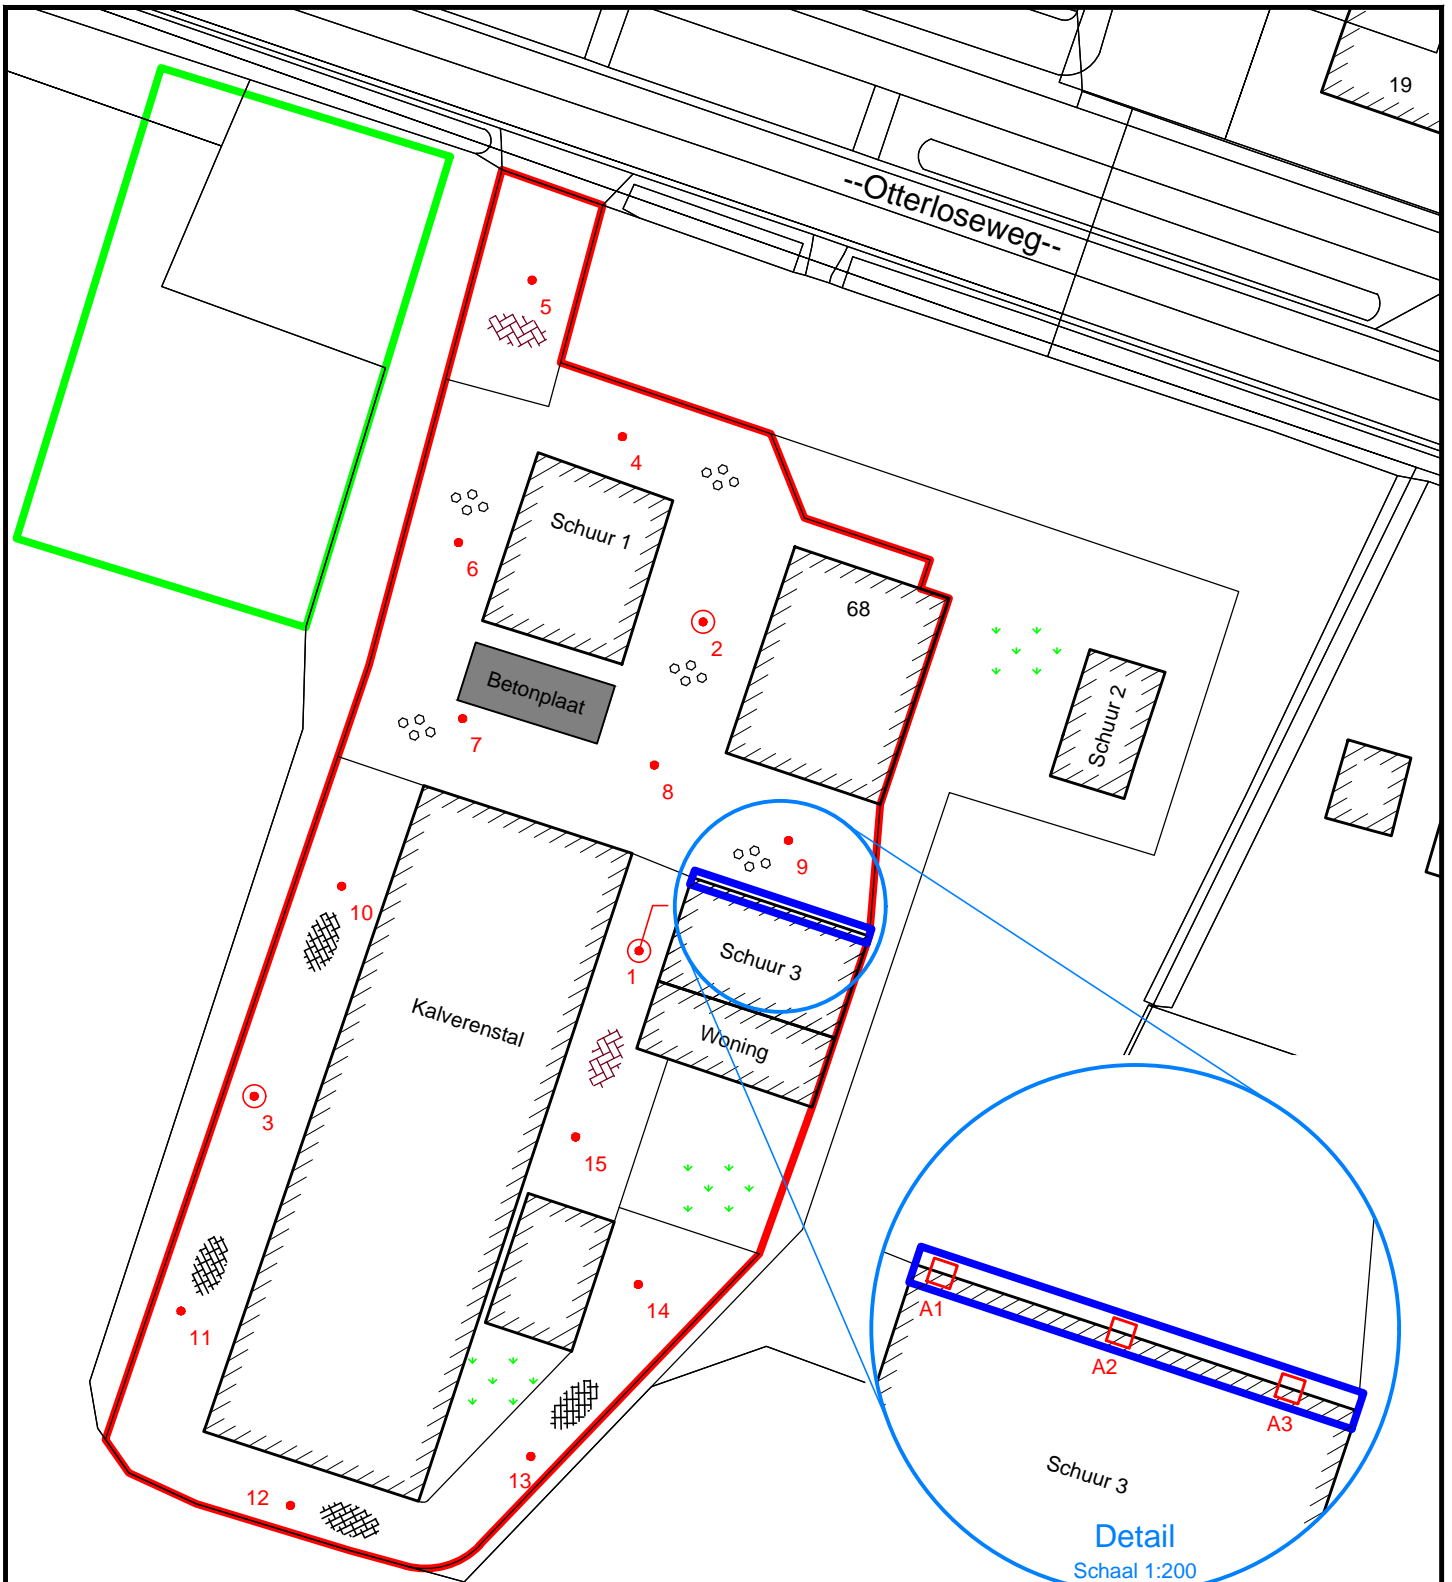 19
--Otterloseweg--
5
4
Schuur 1
6
68
2
Betonplaat
Schuur 2
7
8
9
10
1
Schuur 3
Kalverenstal
Woning
3
15
A1
14
11
A2
A3
13
Schuur 3
12
Detail
Schaal 1:200